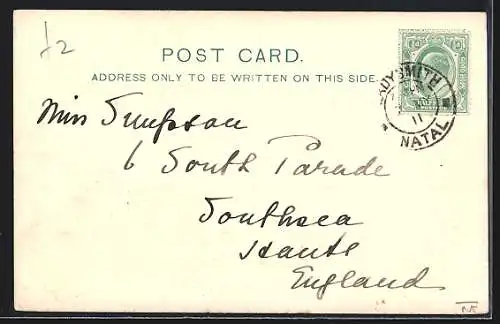 £2
POST CARD.
ADDRESS ONLY TO BE WRITTEN ON THIS SIDE.
LADYSMITH
11
NATAL
Miss Simpson
6 South Parade
Southsea
Hants
England